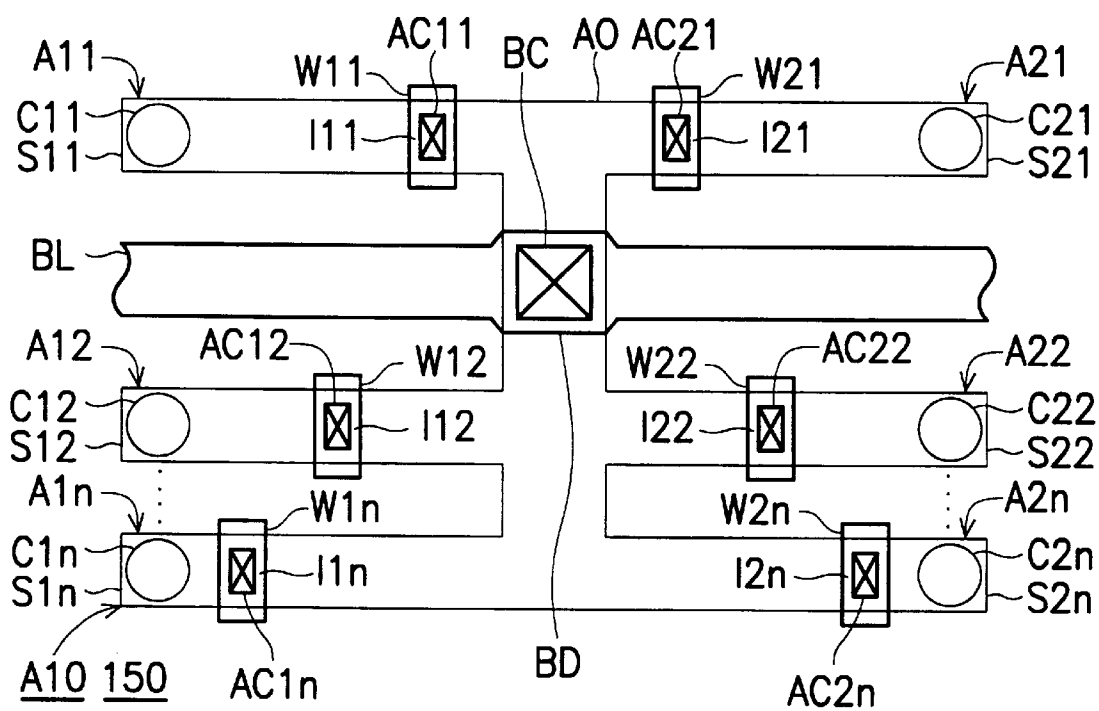 AC11 AO AC21
A11 W11 BC W21 A21
C11 I11 I21 C21
S11 S21
BL
A12 AC12 W12 W22 AC22 A22
C12 I12 I22 C22
S12 S22
A1n W1n W2n A2n
C1n I1n I2n C2n
S1n S2n
A10 150 AC1n BD AC2n